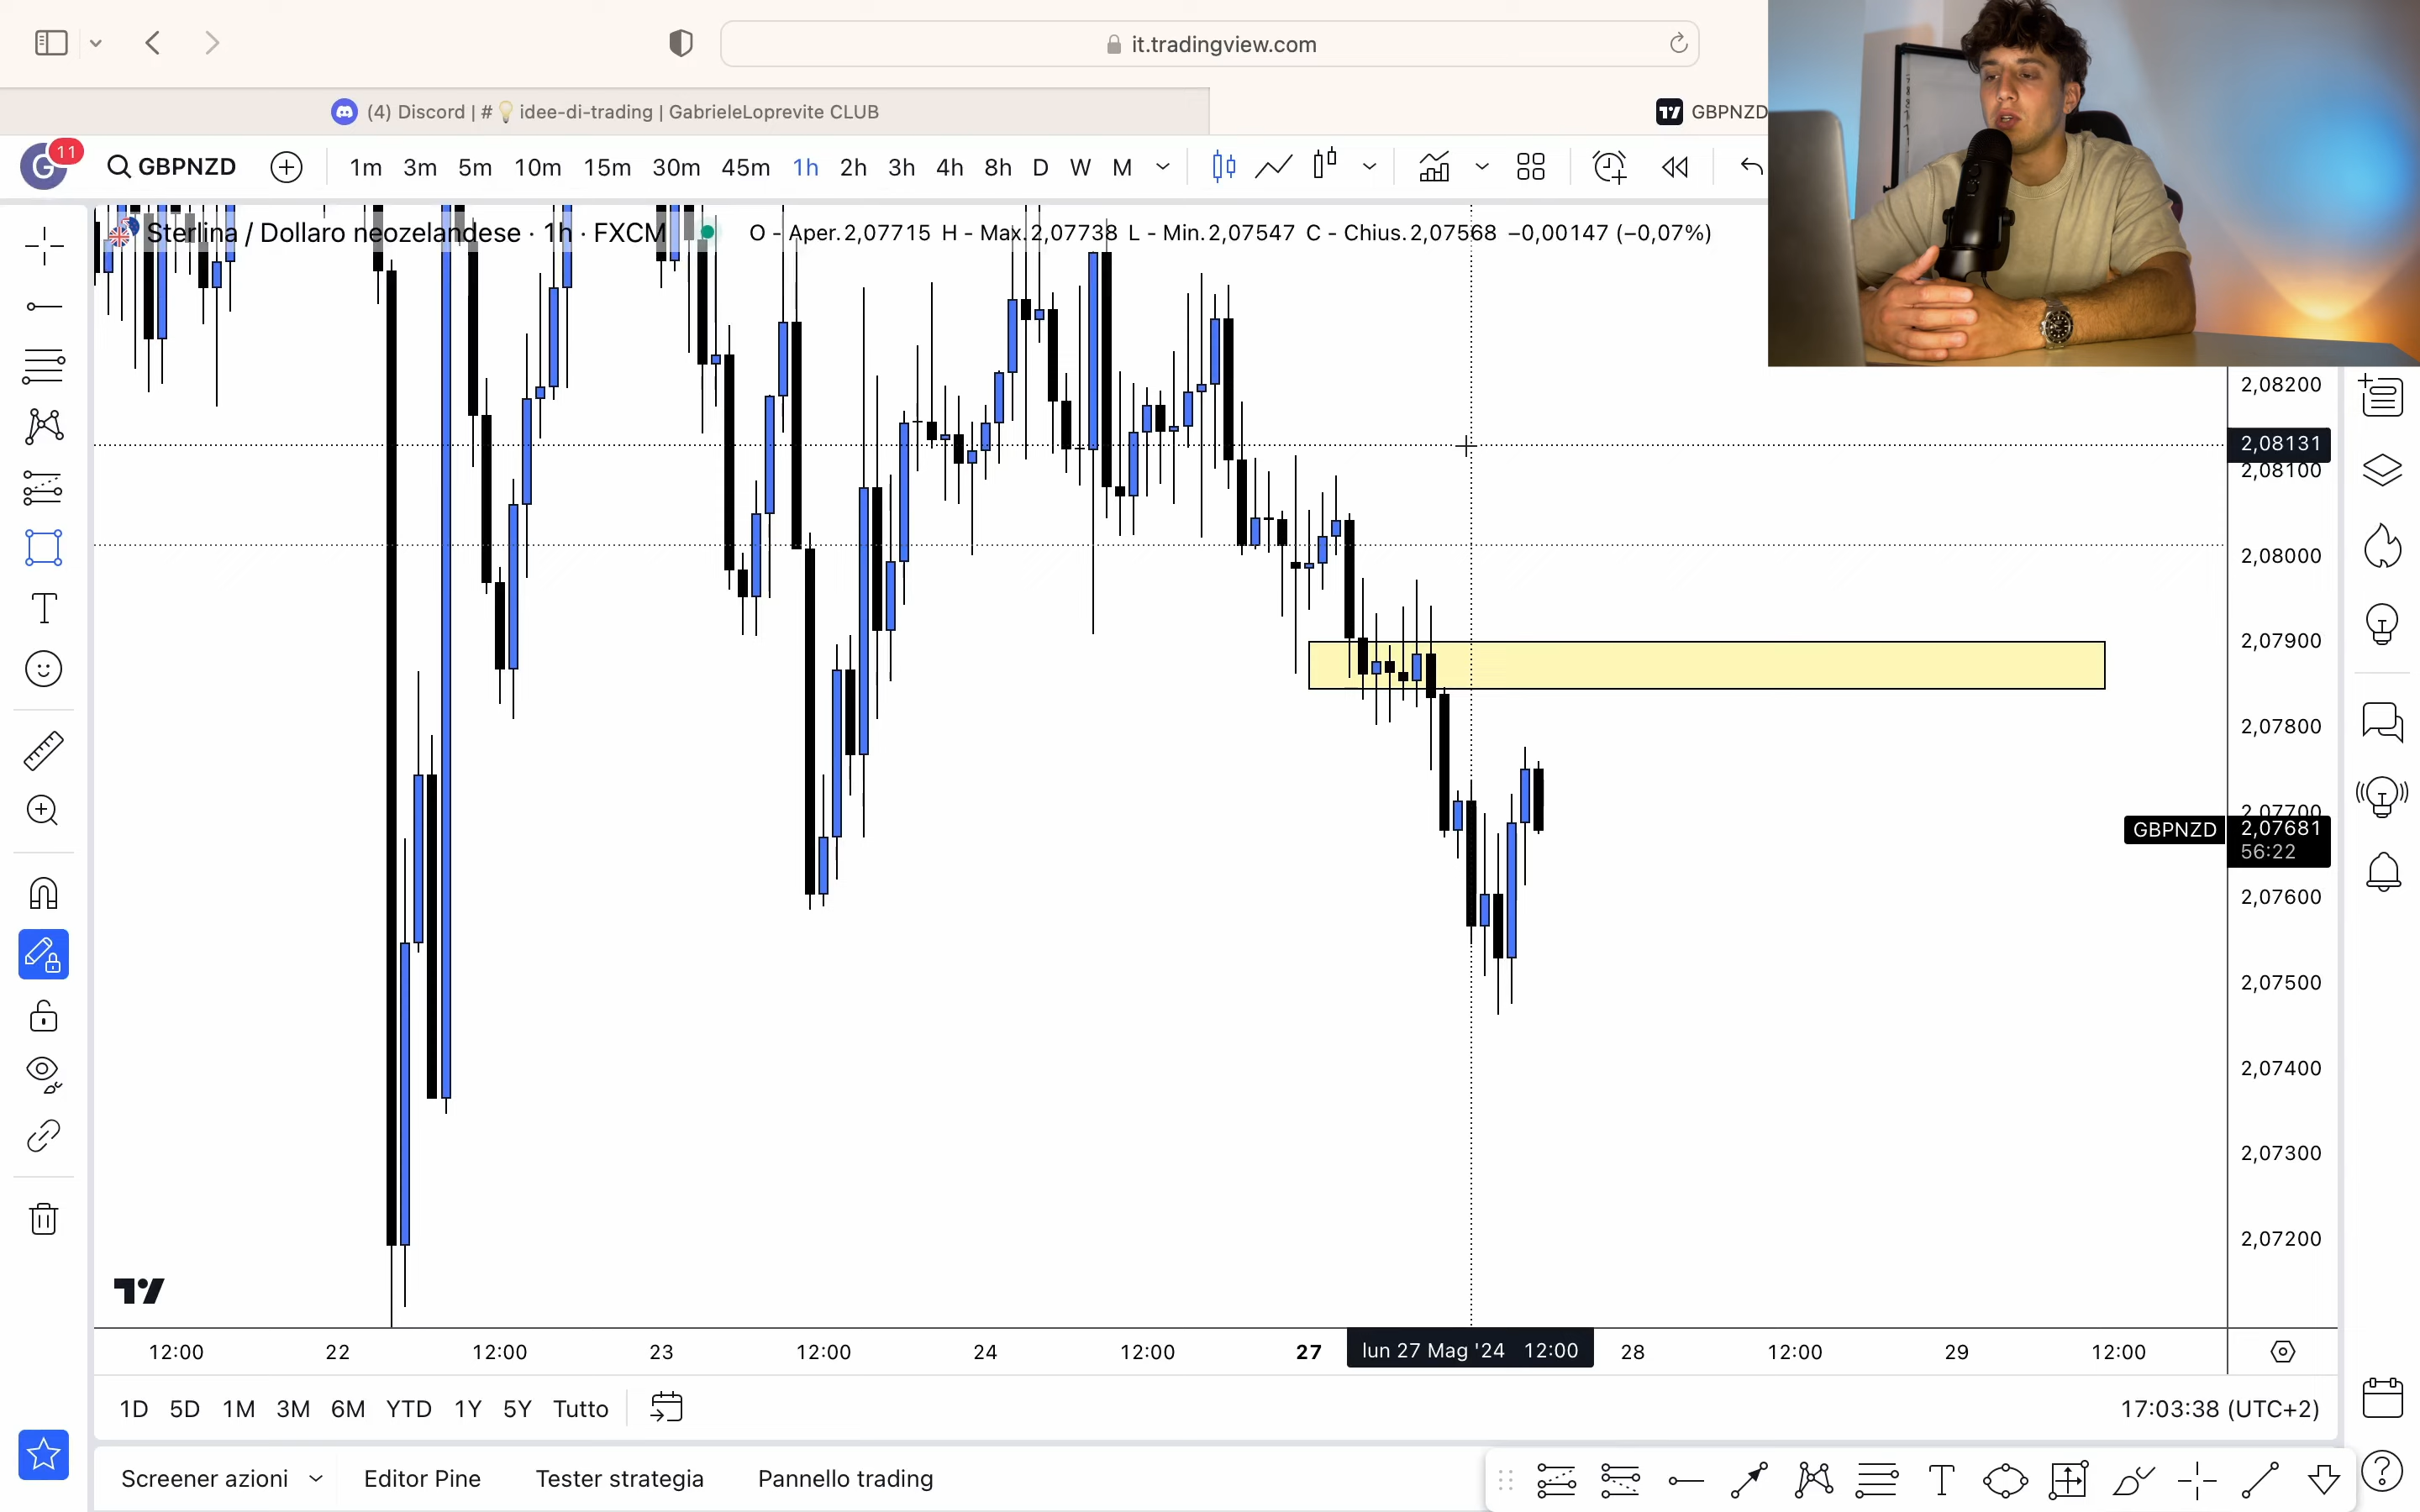 it.tradingview.com
(4) Discord | #💡idee-di-trading | GabrieleLoprevite CLUB
GBPNZD
G
11
GBPNZD
1m 3m 5m 10m 15m 30m 45m 1h 2h 3h 4h 8h D W M
Sterlina / Dollaro neozelandese · 1h · FXCM
O - Aper.2,07715 H - Max.2,07738 L - Min.2,07547 C - Chius.2,07568 −0,00147 (−0,07%)
2,08200
2,08131
2,08100
2,08000
2,07900
2,07800
2,07700
GBPNZD 2,07681
56:22
2,07600
2,07500
2,07400
2,07300
2,07200
12:00 22 12:00 23 12:00 24 12:00 27 lun 27 Mag '24 12:00 28 12:00 29 12:00
1D 5D 1M 3M 6M YTD 1Y 5Y Tutto
17:03:38 (UTC+2)
Screener azioni Editor Pine Tester strategia Pannello trading